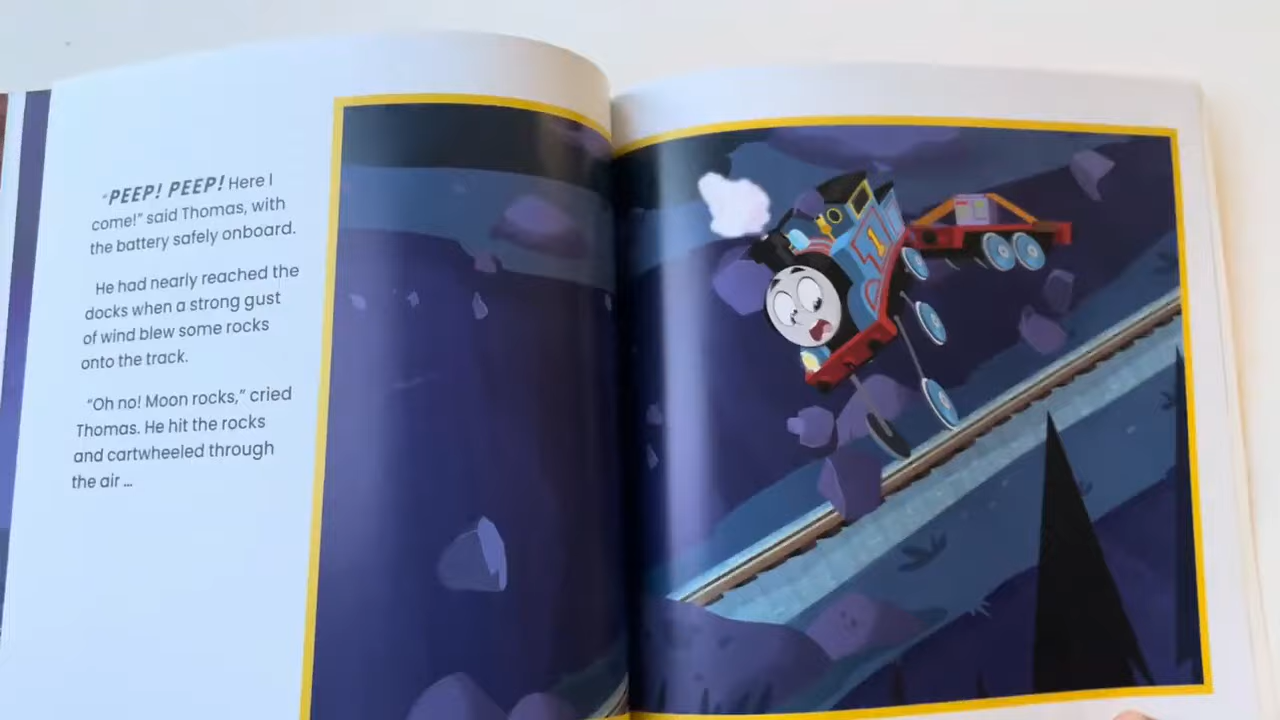 “PEEP! PEEP! Here I
come!” said Thomas, with
the battery safely onboard.
He had nearly reached the
docks when a strong gust
of wind blew some rocks
onto the track.
“Oh no! Moon rocks,” cried
Thomas. He hit the rocks
and cartwheeled through
the air ...
1